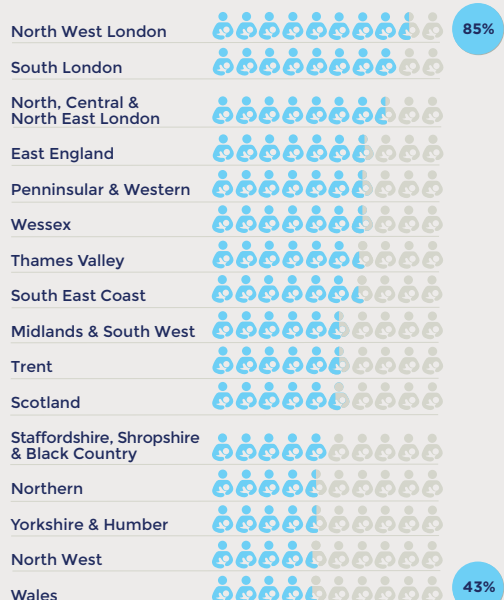 North West London
85%
South London
North, Central &
North East London
East England
Penninsular & Western
Wessex
Thames Valley
South East Coast
Midlands & South West
Trent
Scotland
Staffordshire, Shropshire
& Black Country
Northern
Yorkshire & Humber
North West
Wales
43%